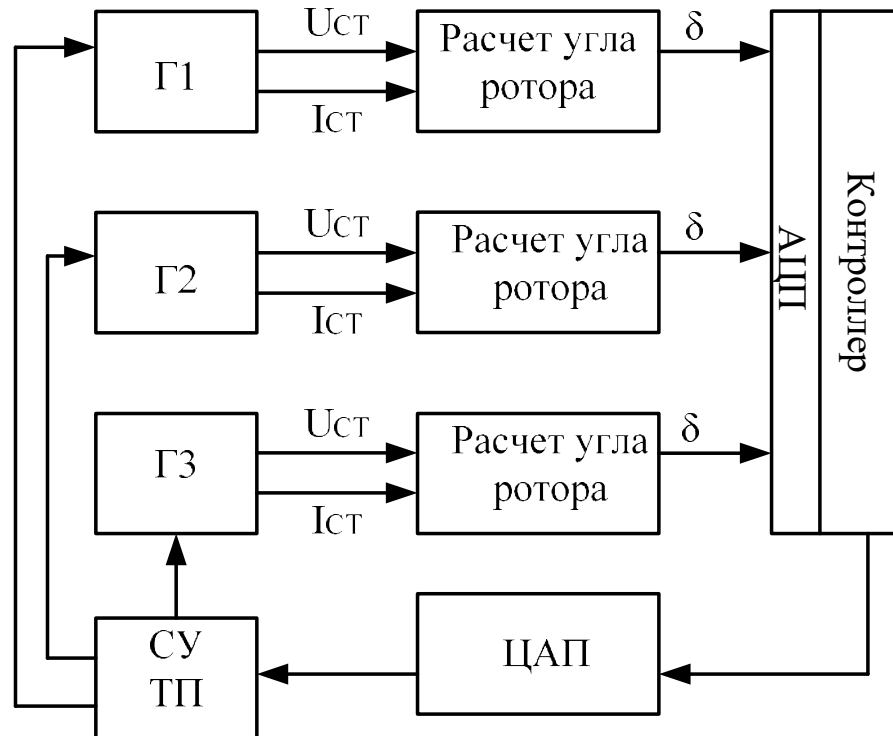 Г1
Uст
Iст
Расчет угла
ротора
δ
Г2
Uст
Iст
Расчет угла
ротора
δ
Г3
Uст
Iст
Расчет угла
ротора
δ
АЦП
Контроллер
СУ
ТП
ЦАП